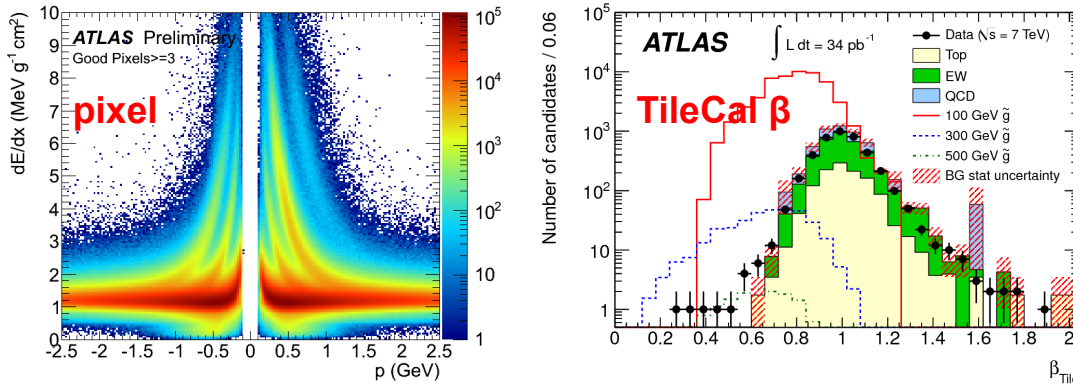 dE/dx (MeV g⁻¹ cm²)
10
9
8
7
6
5
4
3
2
1
0
ATLAS Preliminary
Good Pixels>=3
pixel
-2.5 -2 -1.5 -1 -0.5 0 0.5 1 1.5 2 2.5
p (GeV)
10⁵
10⁴
10³
10²
10
1
Number of candidates / 0.06
10⁵
10⁴
10³
10²
10
1
ATLAS
∫ L dt = 34 pb⁻¹
TileCal β
Data (√s = 7 TeV)
Top
EW
QCD
100 GeV g̃
300 GeV g̃
500 GeV g̃
BG stat uncertainty
0 0.2 0.4 0.6 0.8 1 1.2 1.4 1.6 1.8 2